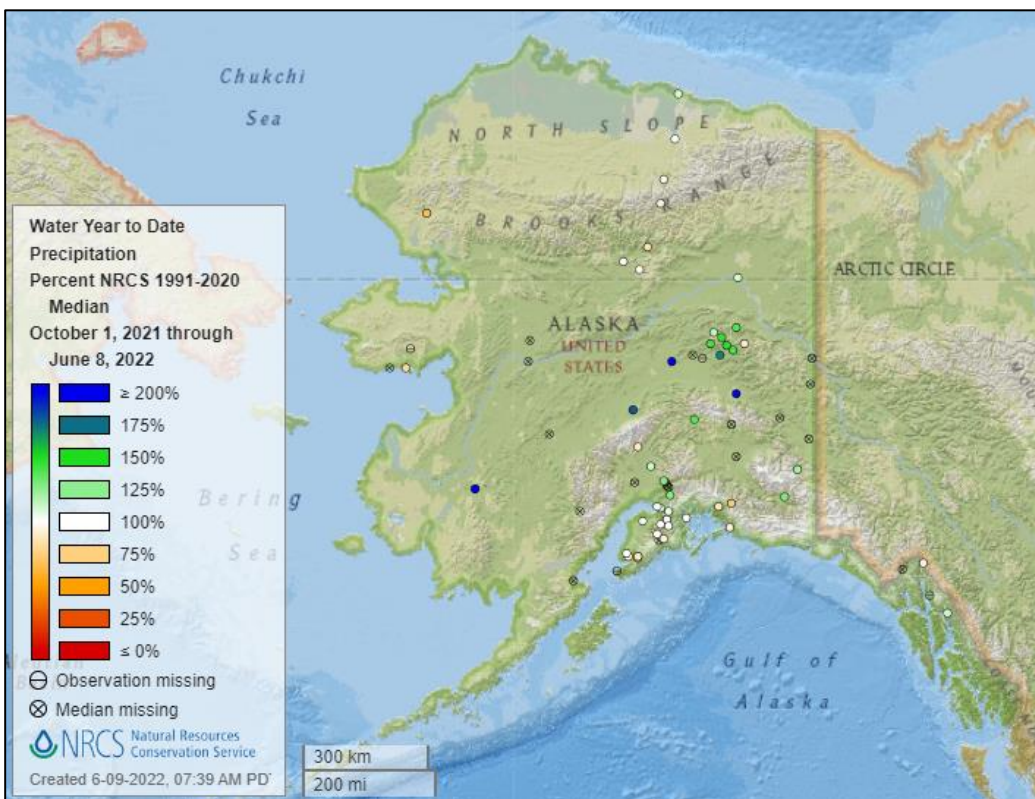 Chukchi
Sea
NORTH SLOPE
BROOKS RANGE
ARCTIC CIRCLE
ALASKA
UNITED
STATES
Bering
Sea
Gulf of
Alaska
Water Year to Date
Precipitation
Percent NRCS 1991-2020
Median
October 1, 2021 through
June 8, 2022
≥ 200%
175%
150%
125%
100%
75%
50%
25%
≤ 0%
Observation missing
Median missing
NRCS Natural Resources
Conservation Service
Created 6-09-2022, 07:39 AM PD
300 km
200 mi